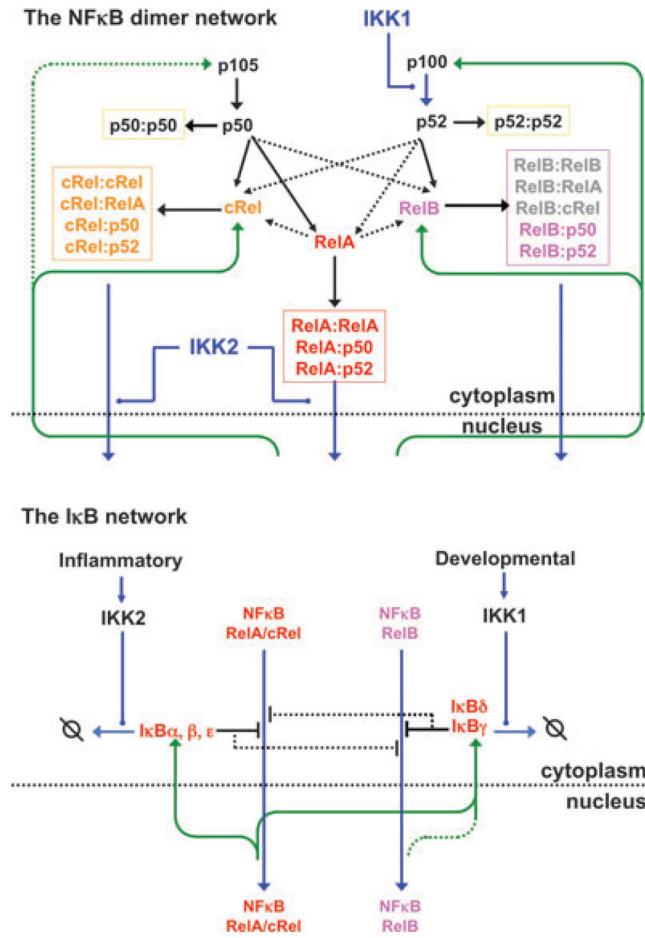 The NFκB dimer network
IKK1
p105
p100
p50:p50
p50
p52
p52:p52
cRel:cRel
cRel:RelA
cRel:p50
cRel:p52
cRel
RelA
RelB
RelB:RelB
RelB:RelA
RelB:cRel
RelB:p50
RelB:p52
IKK2
RelA:RelA
RelA:p50
RelA:p52
cytoplasm
nucleus
The IκB network
Inflammatory
Developmental
IKK2
NFκB
RelA/cRel
NFκB
RelB
IKK1
IκBα, β, ε
IκBδ
IκBγ
cytoplasm
nucleus
NFκB
RelA/cRel
NFκB
RelB